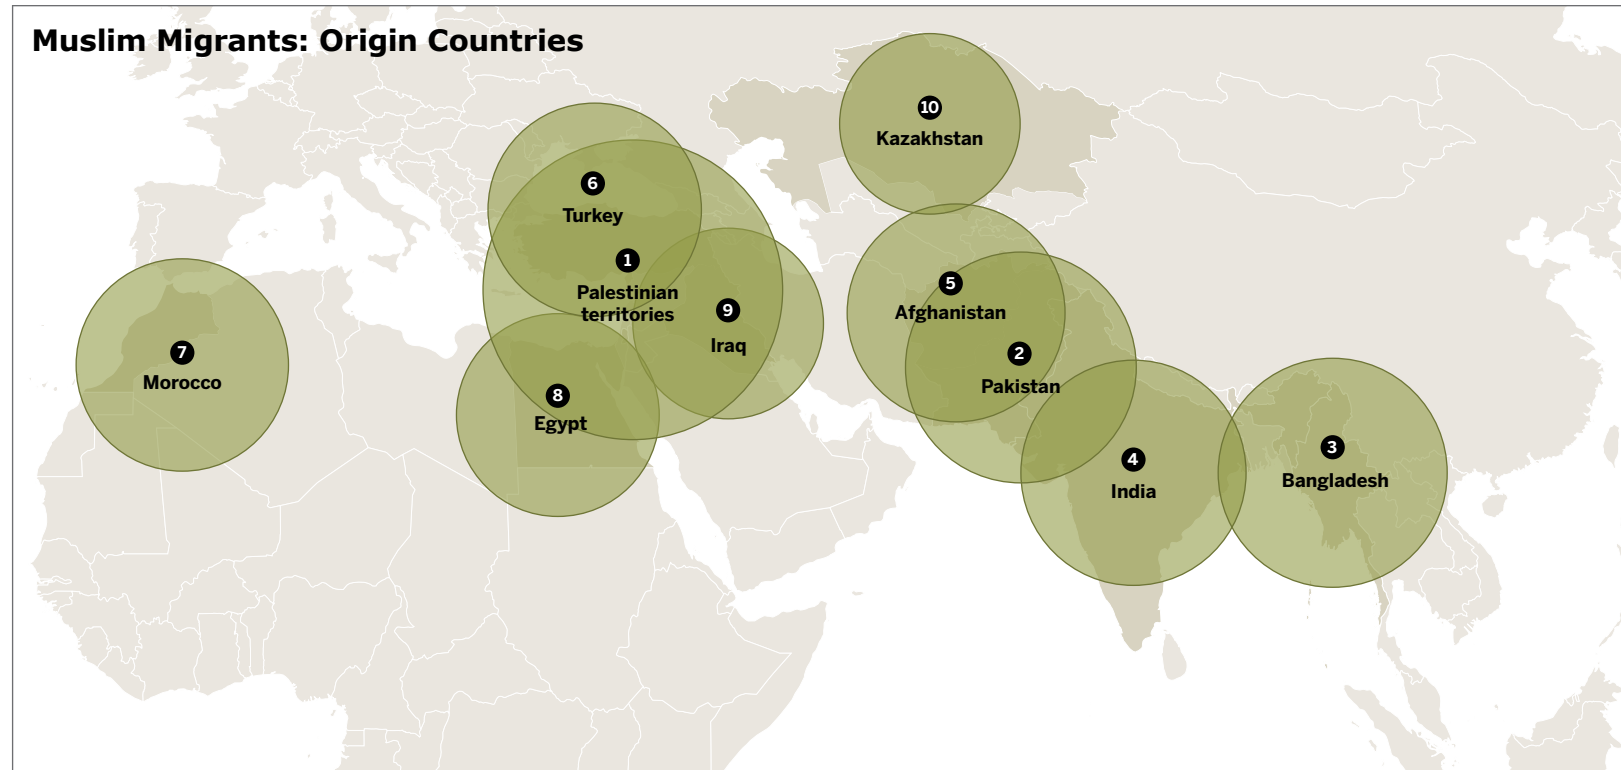 Muslim Migrants: Origin Countries
10
Kazakhstan
6
Turkey
1
Palestinian
territories
5
Afghanistan
9
Iraq
2
Pakistan
7
Morocco
8
Egypt
3
Bangladesh
4
India